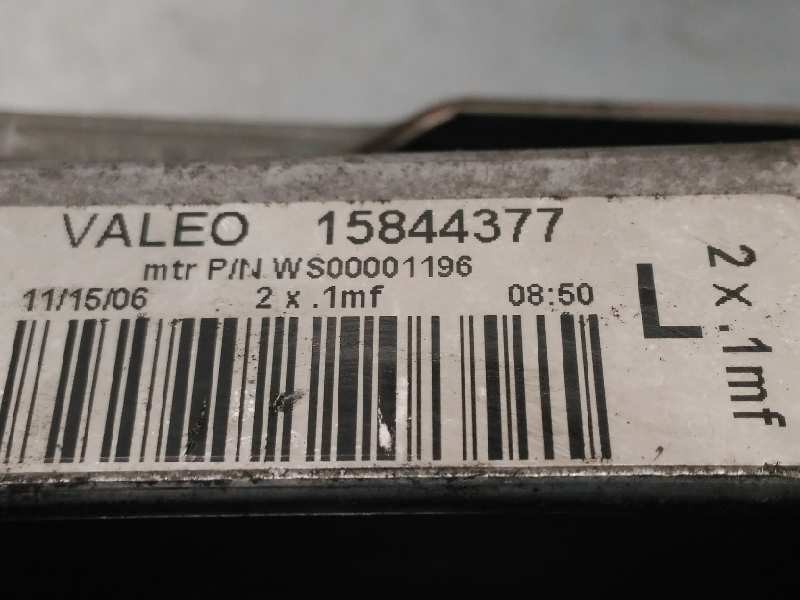 VALEO 15844377
mtr P/N WS00001196
11/15/06 2 x .1mf 08:50
L
2 x .1mf